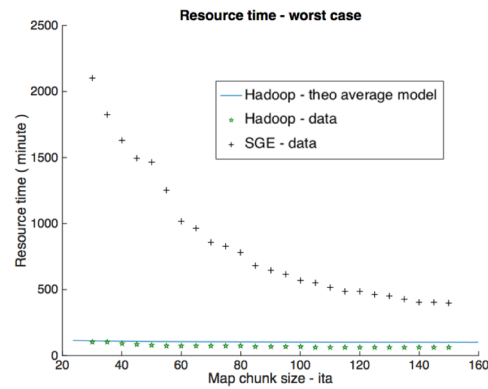 Resource time - worst case
Resource time ( minute )
2500
2000
1500
1000
500
0
Hadoop - theo average model
Hadoop - data
SGE - data
20 40 60 80 100 120 140 160
Map chunk size - ita